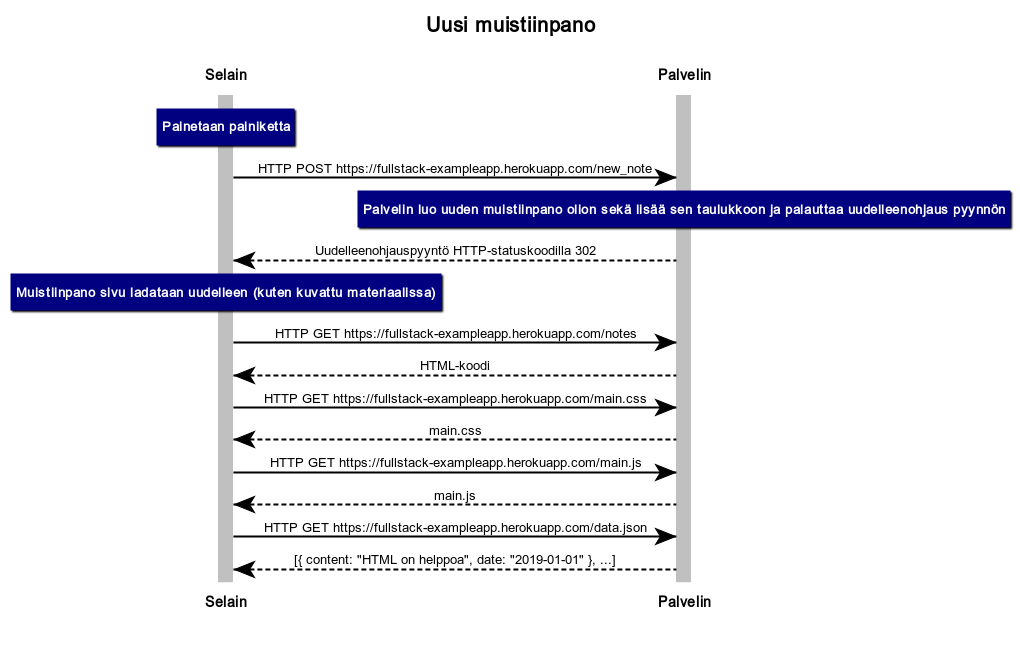 Uusi muistiinpano
Selain Palvelin
Painetaan painiketta
HTTP POST https://fullstack-exampleapp.herokuapp.com/new_note
Palvelin luo uuden muistiinpano olion sekä lisää sen taulukkoon ja palauttaa uudelleenohjaus pyynnön
Uudelleenohjauspyyntö HTTP-statuskoodilla 302
Muistiinpano sivu ladataan uudelleen (kuten kuvattu materiaalissa)
HTTP GET https://fullstack-exampleapp.herokuapp.com/notes
HTML-koodi
HTTP GET https://fullstack-exampleapp.herokuapp.com/main.css
main.css
HTTP GET https://fullstack-exampleapp.herokuapp.com/main.js
main.js
HTTP GET https://fullstack-exampleapp.herokuapp.com/data.json
[{ content: "HTML on helppoa", date: "2019-01-01" }, ...]
Selain Palvelin